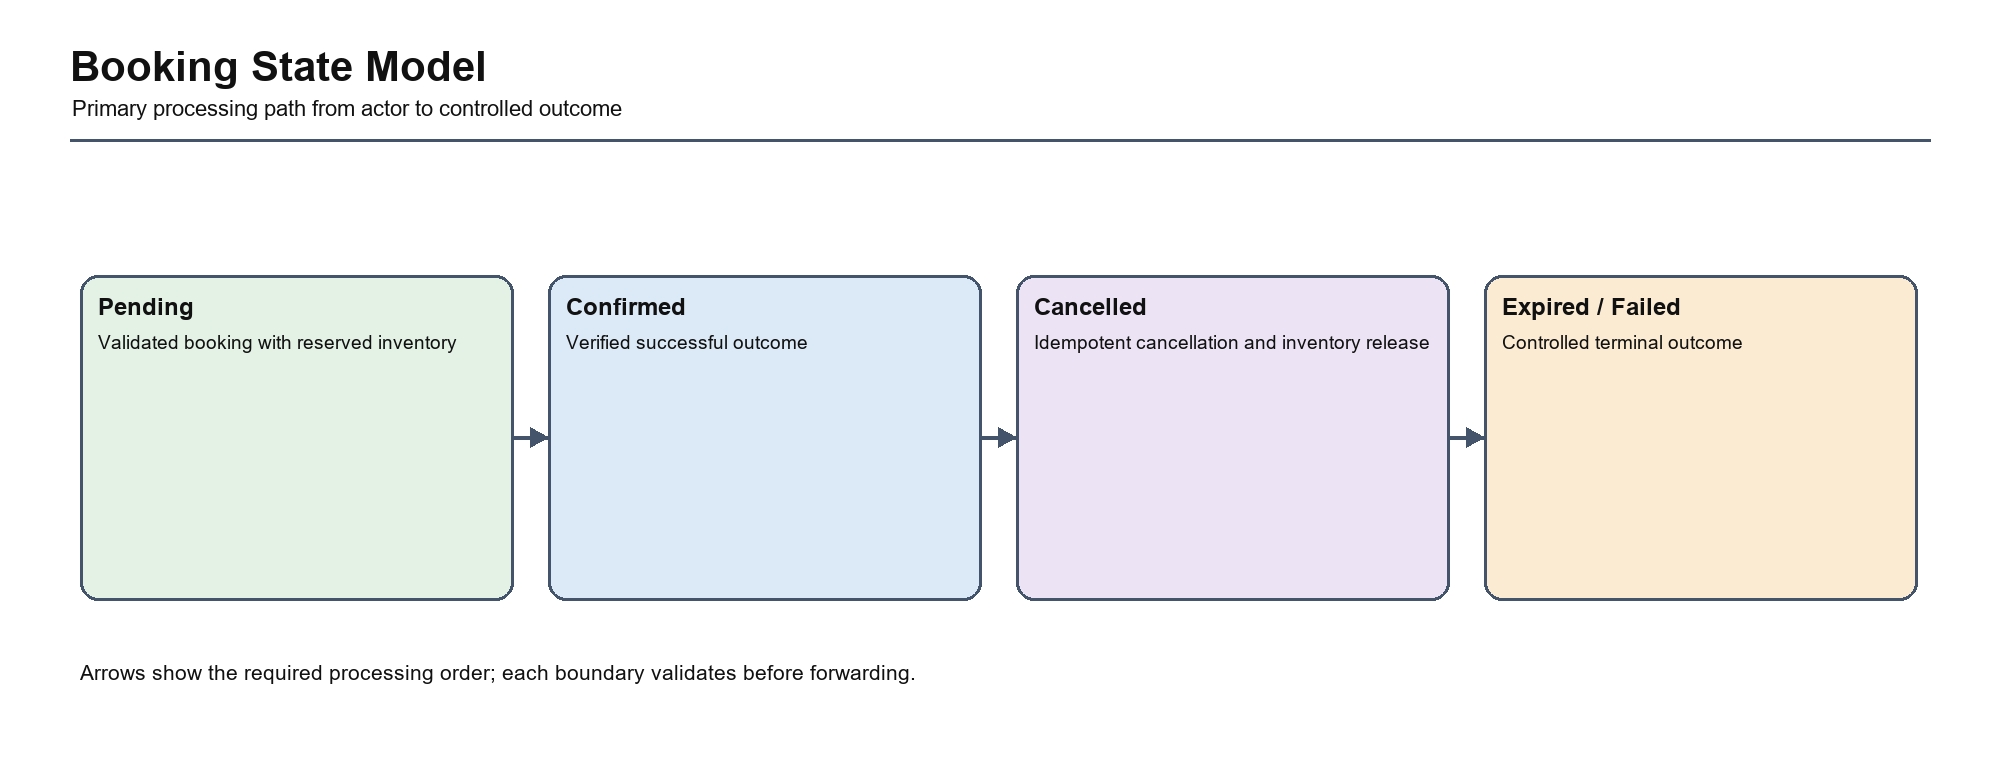 Booking State Model
Primary processing path from actor to controlled outcome
Pending
Validated booking with reserved inventory
Confirmed
Verified successful outcome
Cancelled
Idempotent cancellation and inventory release
Expired / Failed
Controlled terminal outcome
Arrows show the required processing order; each boundary validates before forwarding.